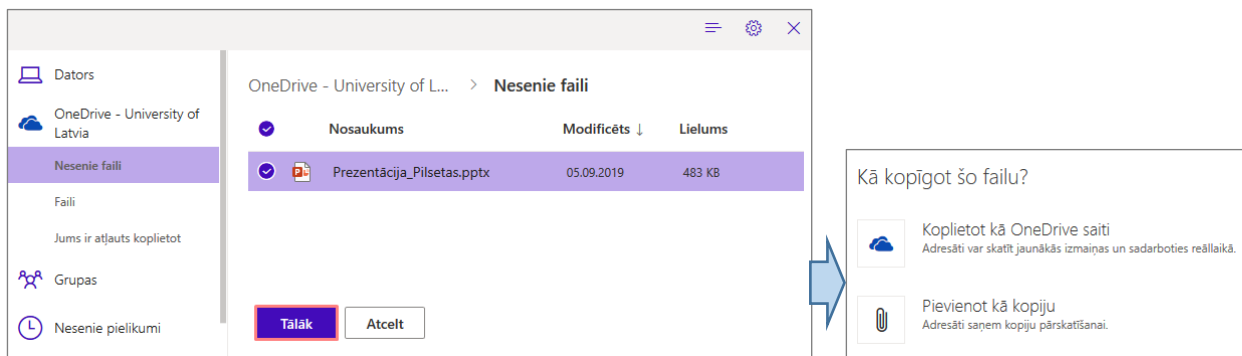 Dators
OneDrive - University of
Latvia
Nesenie faili
Faili
Jums ir atļauts koplietot
Grupas
Nesenie pielikumi
OneDrive - University of L... > Nesenie faili
Nosaukums Modificēts ↓ Lielums
Prezentācija_Pilsetas.pptx 05.09.2019 483 KB
Tālāk Atcelt
Kā kopīgot šo failu?
Koplietot kā OneDrive saiti
Adresāti var skatīt jaunākās izmaiņas un sadarboties reāllaikā.
Pievienot kā kopiju
Adresāti saņem kopiju pārskatīšanai.